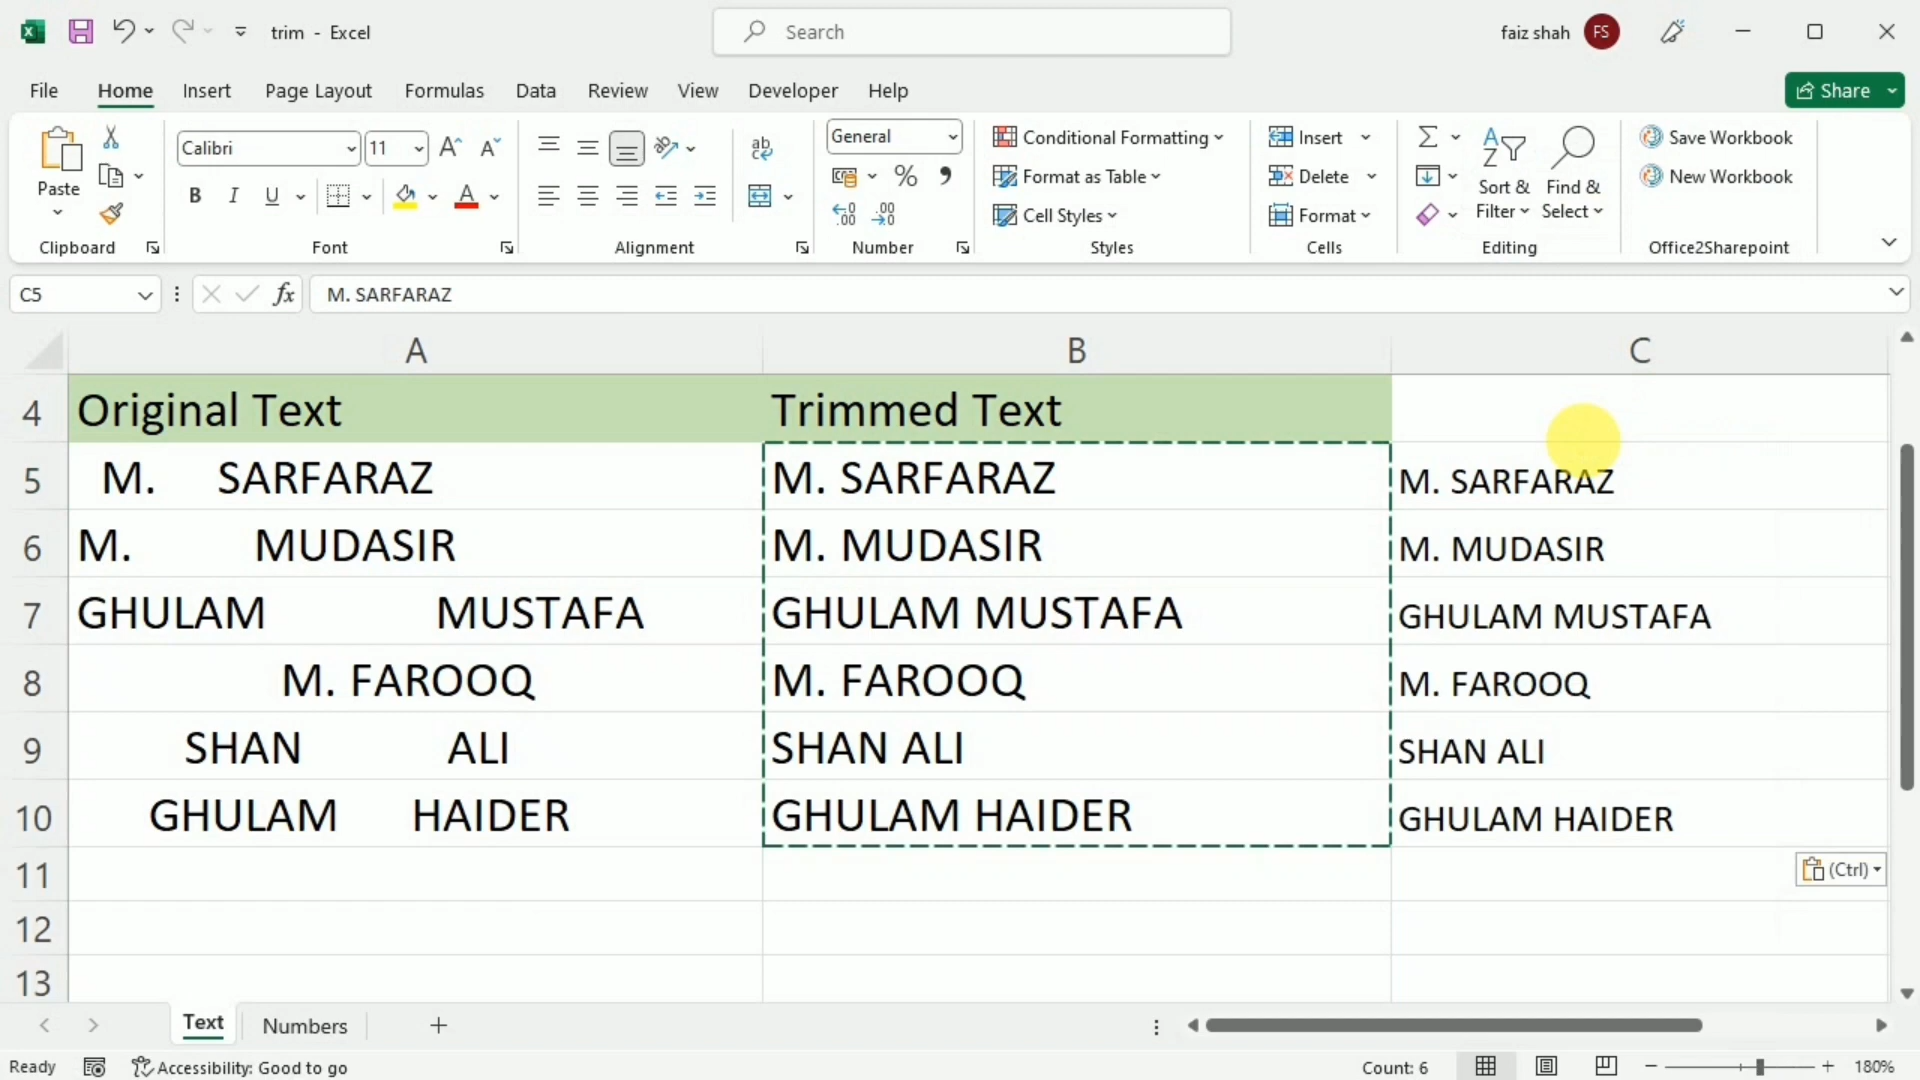 trim - Excel
Search
faiz shah FS
File Home Insert Page Layout Formulas Data Review View Developer Help
Share
Paste
Clipboard
Calibri 11
B I U
Font
ab
Alignment
General
% 9
.00 .00
Number
Conditional Formatting
Format as Table
Cell Styles
Styles
Insert
Delete
Format
Cells
Sort & Filter
Find & Select
Editing
Save Workbook
New Workbook
Office2Sharepoint
C5 fx M. SARFARAZ
A B C
4 Original Text Trimmed Text
5 M. SARFARAZ M. SARFARAZ M. SARFARAZ
6 M. MUDASIR M. MUDASIR M. MUDASIR
7 GHULAM MUSTAFA GHULAM MUSTAFA GHULAM MUSTAFA
8 M. FAROOQ M. FAROOQ M. FAROOQ
9 SHAN ALI SHAN ALI SHAN ALI
10 GHULAM HAIDER GHULAM HAIDER GHULAM HAIDER
11 (Ctrl)
12
13
Text Numbers
Ready Accessibility: Good to go Count: 6 180%